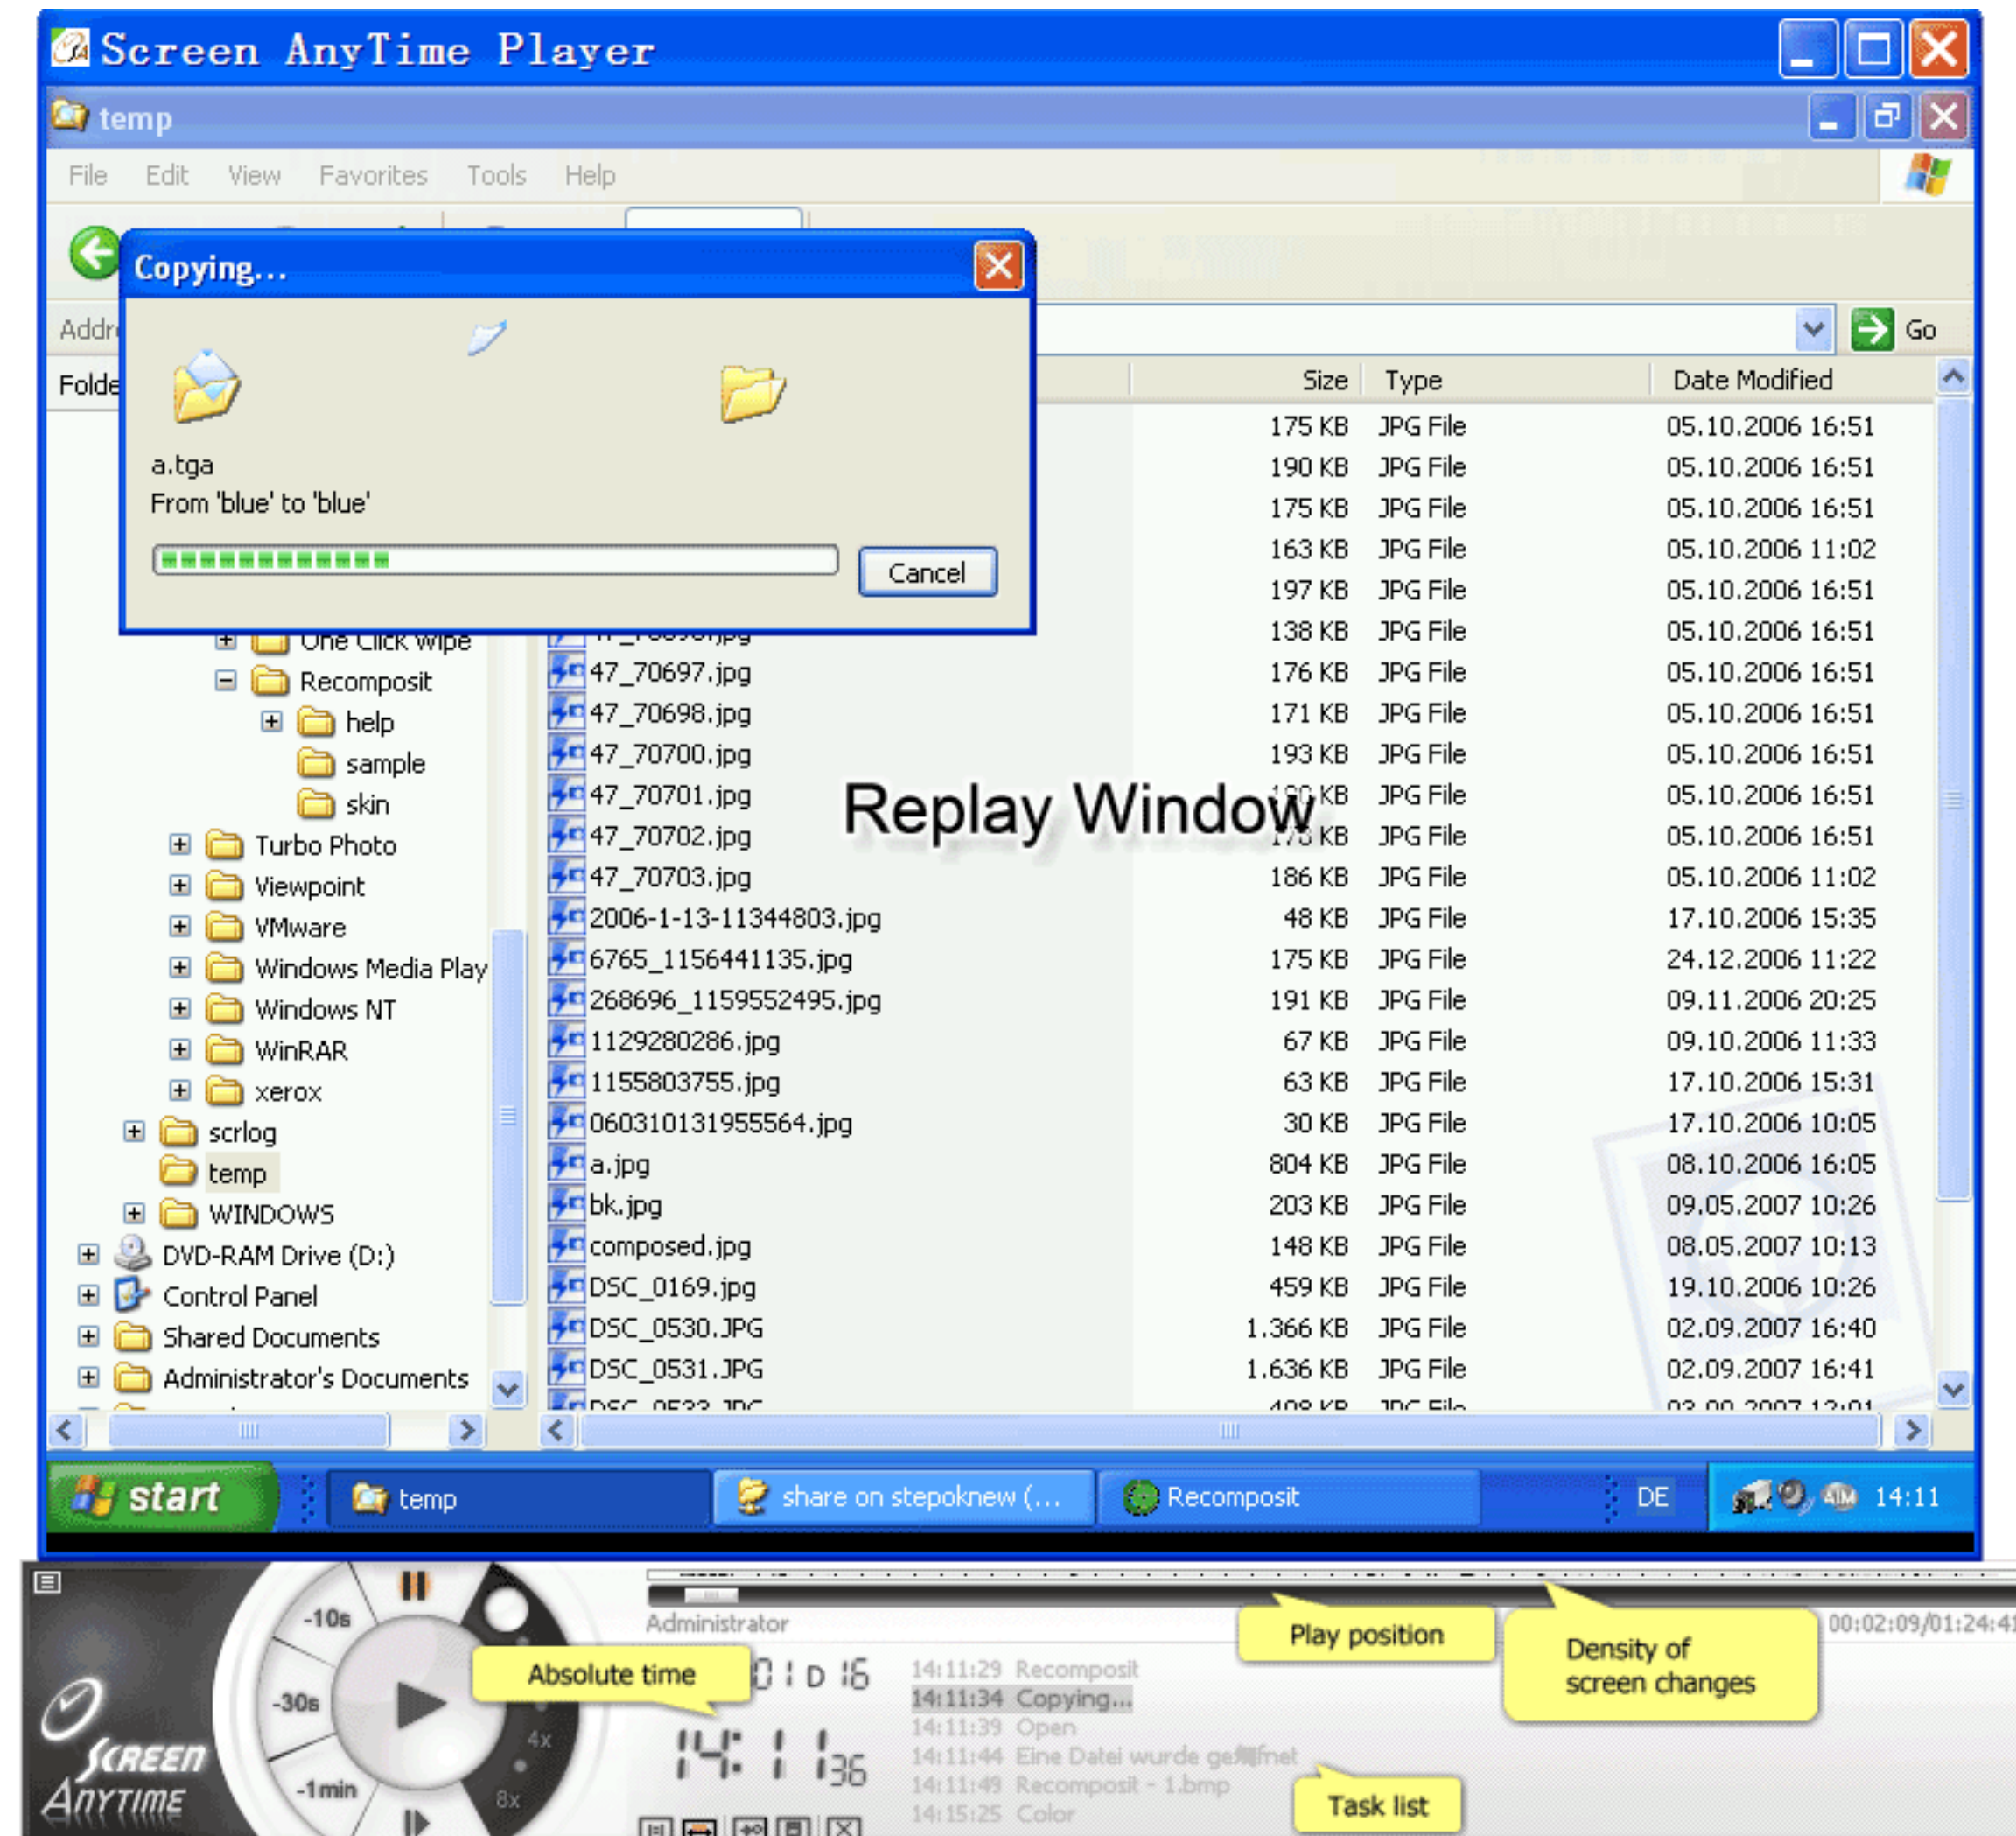 Screen AnyTime Player
temp
File Edit View Favorites Tools Help
Copying...
Go
Size Type Date Modified
a.tga
From 'blue' to 'blue'
Cancel
175 KB JPG File 05.10.2006 16:51
190 KB JPG File 05.10.2006 16:51
175 KB JPG File 05.10.2006 16:51
163 KB JPG File 05.10.2006 11:02
197 KB JPG File 05.10.2006 16:51
138 KB JPG File 05.10.2006 16:51
One Click Wipe
Recomposit
help
sample
skin
Turbo Photo
Viewpoint
VMware
Windows Media Play
Windows NT
WinRAR
xerox
scrlog
temp
WINDOWS
DVD-RAM Drive (D:)
Control Panel
Shared Documents
Administrator's Documents
47_70697.jpg 176 KB JPG File 05.10.2006 16:51
47_70698.jpg 171 KB JPG File 05.10.2006 16:51
47_70700.jpg 193 KB JPG File 05.10.2006 16:51
47_70701.jpg KB JPG File 05.10.2006 16:51
Replay Window
47_70702.jpg KB JPG File 05.10.2006 16:51
47_70703.jpg 186 KB JPG File 05.10.2006 11:02
2006-1-13-11344803.jpg 48 KB JPG File 17.10.2006 15:35
6765_1156441135.jpg 175 KB JPG File 24.12.2006 11:22
268696_1159552495.jpg 191 KB JPG File 09.11.2006 20:25
1129280286.jpg 67 KB JPG File 09.10.2006 11:33
1155803755.jpg 63 KB JPG File 17.10.2006 15:31
060310131955564.jpg 30 KB JPG File 17.10.2006 10:05
a.jpg 804 KB JPG File 08.10.2006 16:05
bk.jpg 203 KB JPG File 09.05.2007 10:26
composed.jpg 148 KB JPG File 08.05.2007 10:13
DSC_0169.jpg 459 KB JPG File 19.10.2006 10:26
DSC_0530.JPG 1.366 KB JPG File 02.09.2007 16:40
DSC_0531.JPG 1.636 KB JPG File 02.09.2007 16:41
start temp share on stepoknew (... Recomposit DE AIM 14:11
-10s
-30s
-1min
4x
8x
SCREEN
ANYTIME
Administrator
00:02:09/01:24:41
Play position
Density of
screen changes
Absolute time
01 D 16
14:11 36
14:11:29 Recomposit
14:11:34 Copying...
14:11:39 Open
14:11:44 Eine Datei wurde
14:11:49 Recomposit - 1.bmp
14:15:25 Color
Task list